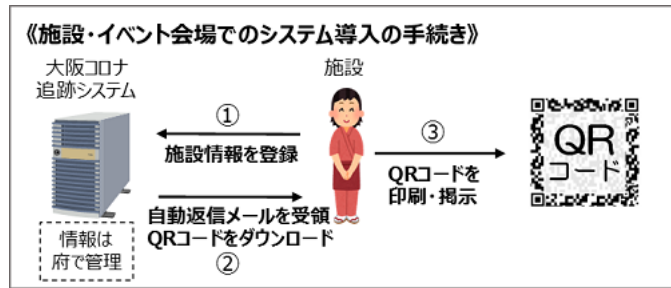 《施設・イベント会場でのシステム導入の手続き》
大阪コロナ
追跡システム
施設
①
施設情報を登録
③
QRコードを
印刷・掲示
QR
コード
自動返信メールを受領
QRコードをダウンロード
②
情報は
府で管理